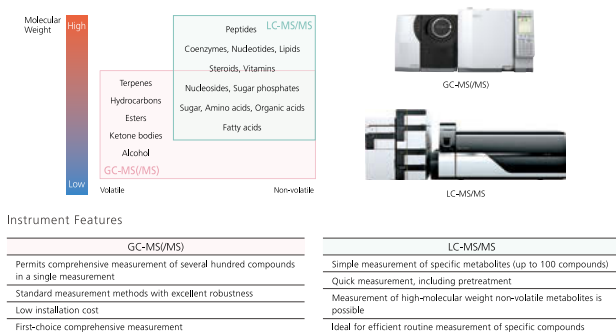 Molecular
Weight
High
Low
LC-MS/MS
Peptides
Coenzymes, Nucleotides, Lipids
Steroids, Vitamins
Nucleosides, Sugar phosphates
Sugar, Amino acids, Organic acids
Fatty acids
Terpenes
Hydrocarbons
Esters
Ketone bodies
Alcohol
GC-MS(/MS)
Volatile
Non-volatile
GC-MS(/MS)
LC-MS/MS
Instrument Features
GC-MS(/MS)
Permits comprehensive measurement of several hundred compounds
in a single measurement
Standard measurement methods with excellent robustness
Low installation cost
First-choice comprehensive measurement
LC-MS/MS
Simple measurement of specific metabolites (up to 100 compounds)
Quick measurement, including pretreatment
Measurement of high-molecular weight non-volatile metabolites is
possible
Ideal for efficient routine measurement of specific compounds